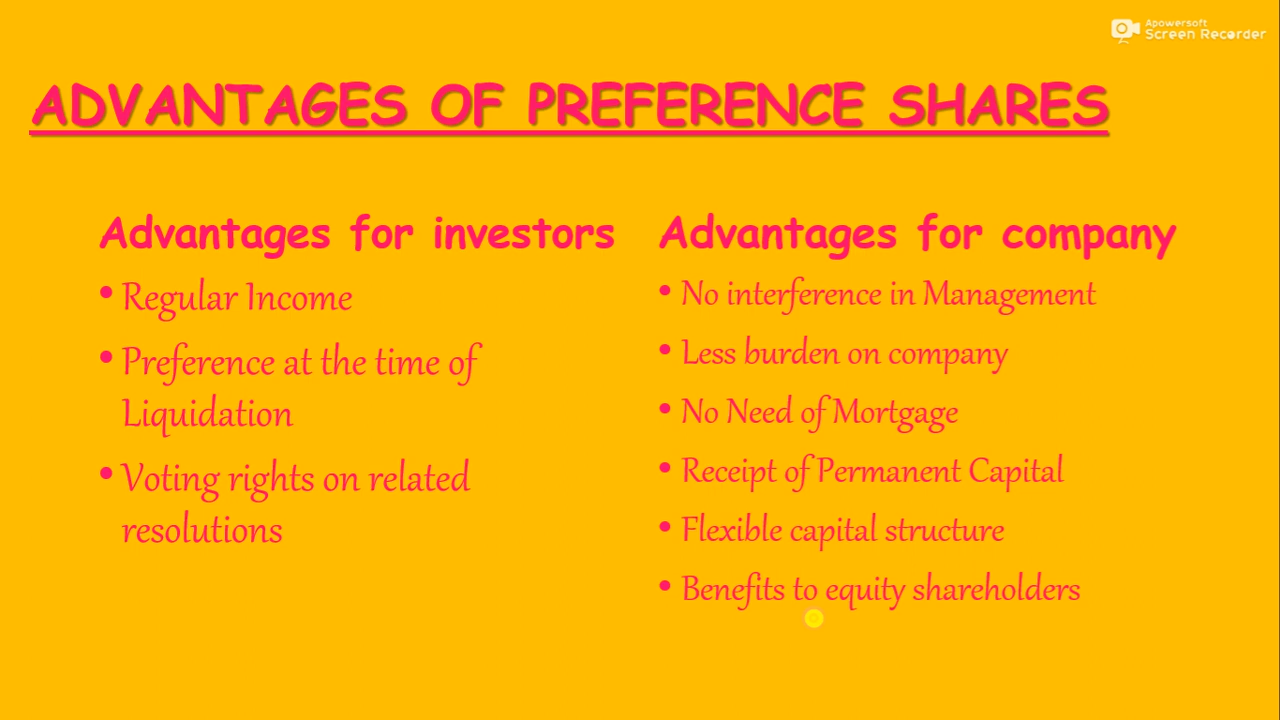 Apowersoft
Screen Recorder
ADVANTAGES OF PREFERENCE SHARES
Advantages for investors
• Regular Income
• Preference at the time of
Liquidation
• Voting rights on related
resolutions
Advantages for company
• No interference in Management
• Less burden on company
• No Need of Mortgage
• Receipt of Permanent Capital
• Flexible capital structure
• Benefits to equity shareholders